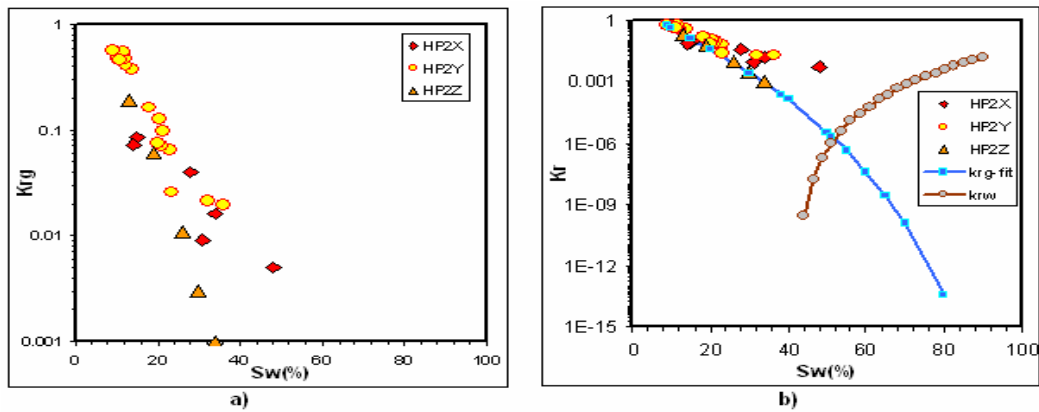 1
0.1
0.01
0.001
Krg
0
20
40
60
80
100
Sw(%)
HP2X
HP2Y
HP2Z
a)
1
0.001
1E-06
1E-09
1E-12
1E-15
Kr
0
20
40
60
80
100
Sw(%)
HP2X
HP2Y
HP2Z
krg-fit
krw
b)